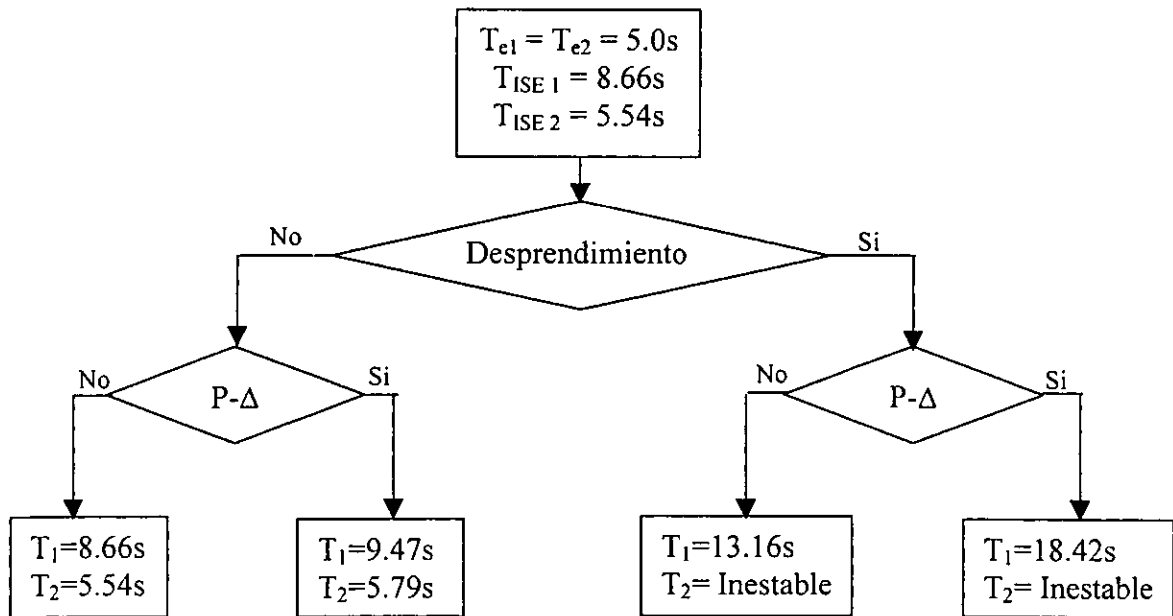 T_e1 = T_e2 = 5.0s
T_ISE 1 = 8.66s
T_ISE 2 = 5.54s
No
Desprendimiento
Si
No
P-Δ
Si
No
P-Δ
Si
T_1=8.66s
T_2=5.54s
T_1=9.47s
T_2=5.79s
T_1=13.16s
T_2= Inestable
T_1=18.42s
T_2= Inestable